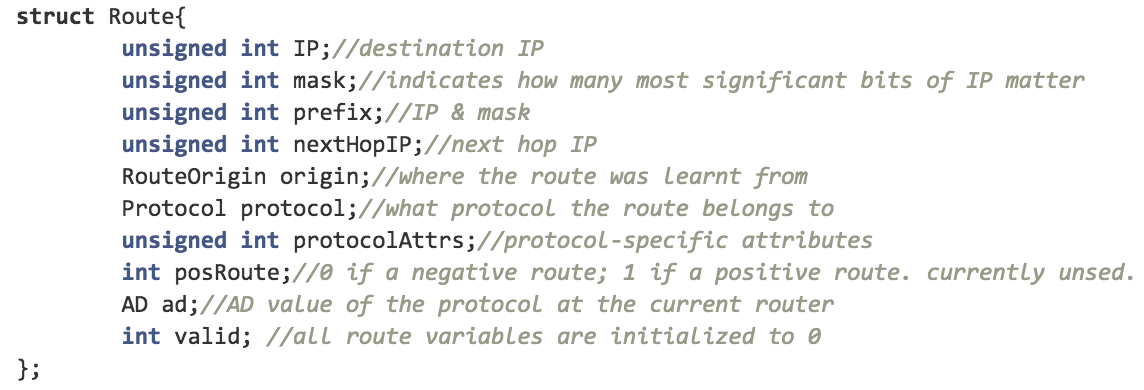 struct Route{
unsigned int IP;//destination IP
unsigned int mask;//indicates how many most significant bits of IP matter
unsigned int prefix;//IP & mask
unsigned int nextHopIP;//next hop IP
RouteOrigin origin;//where the route was learnt from
Protocol protocol;//what protocol the route belongs to
unsigned int protocolAttrs;//protocol-specific attributes
int posRoute;//0 if a negative route; 1 if a positive route. currently unsed.
AD ad;//AD value of the protocol at the current router
int valid; //all route variables are initialized to 0
};